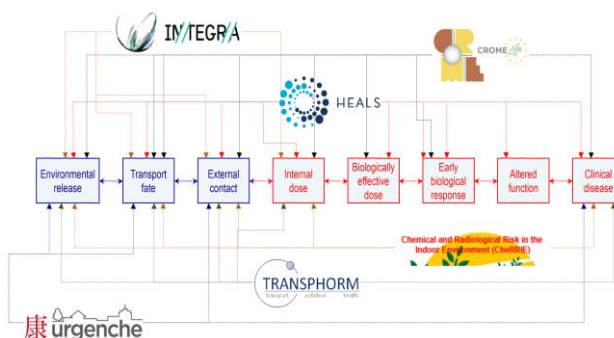 INTEGRA
CROME Life
HEALS
Environmental
release
Transport
fate
External
contact
Internal
dose
Biologically
effective
dose
Early
biological
response
Altered
function
Clinical
disease
Chemical and Radiological Risk in the
Indoor Environment (CheRRIE)
TRANSPHORM
transport pollution health
康 urgenche